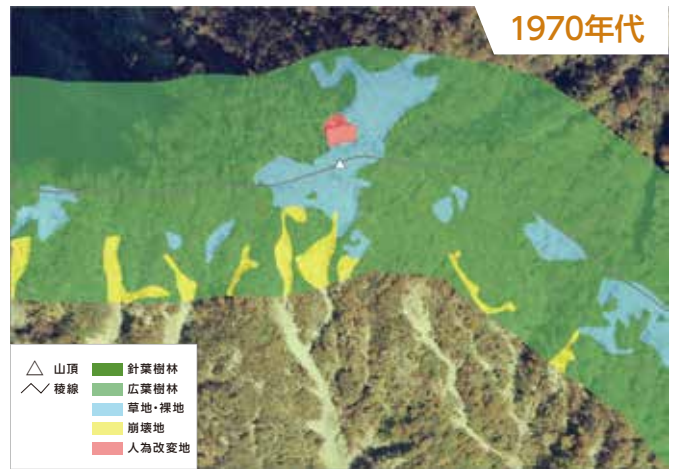 1970年代
山頂
稜線
針葉樹林
広葉樹林
草地・裸地
崩壊地
人為改変地